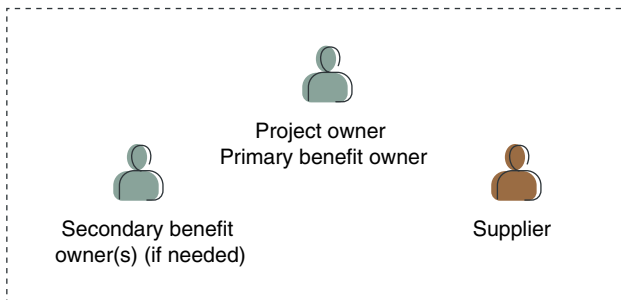 Project owner
Primary benefit owner
Secondary benefit
owner(s) (if needed)
Supplier